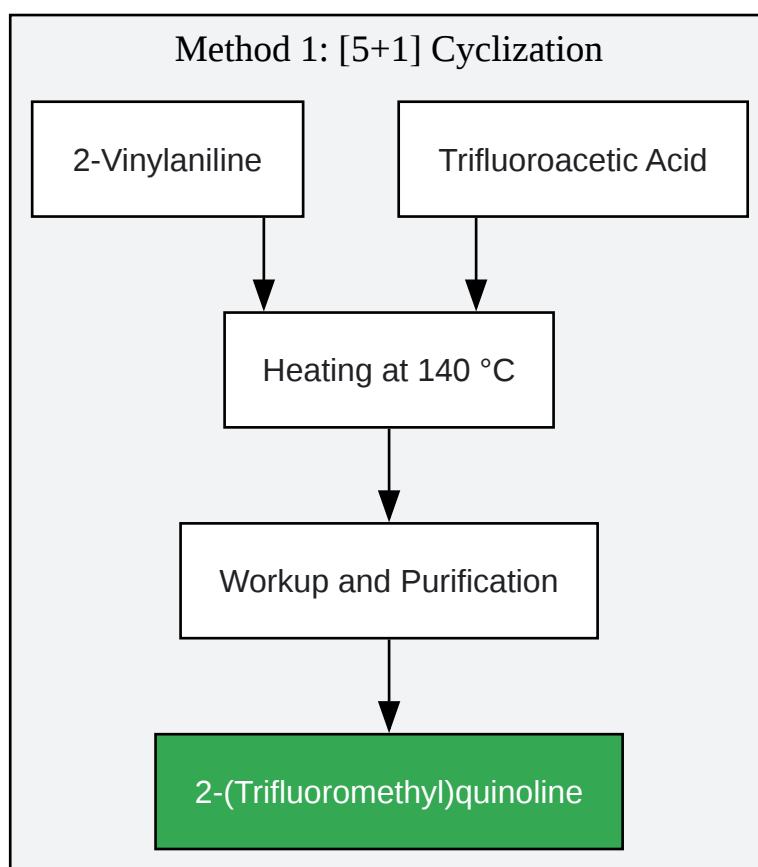 Method 1: [5+1] Cyclization
2-Vinylaniline
Trifluoroacetic Acid
Heating at 140 °C
Workup and Purification
2-(Trifluoromethyl)quinoline